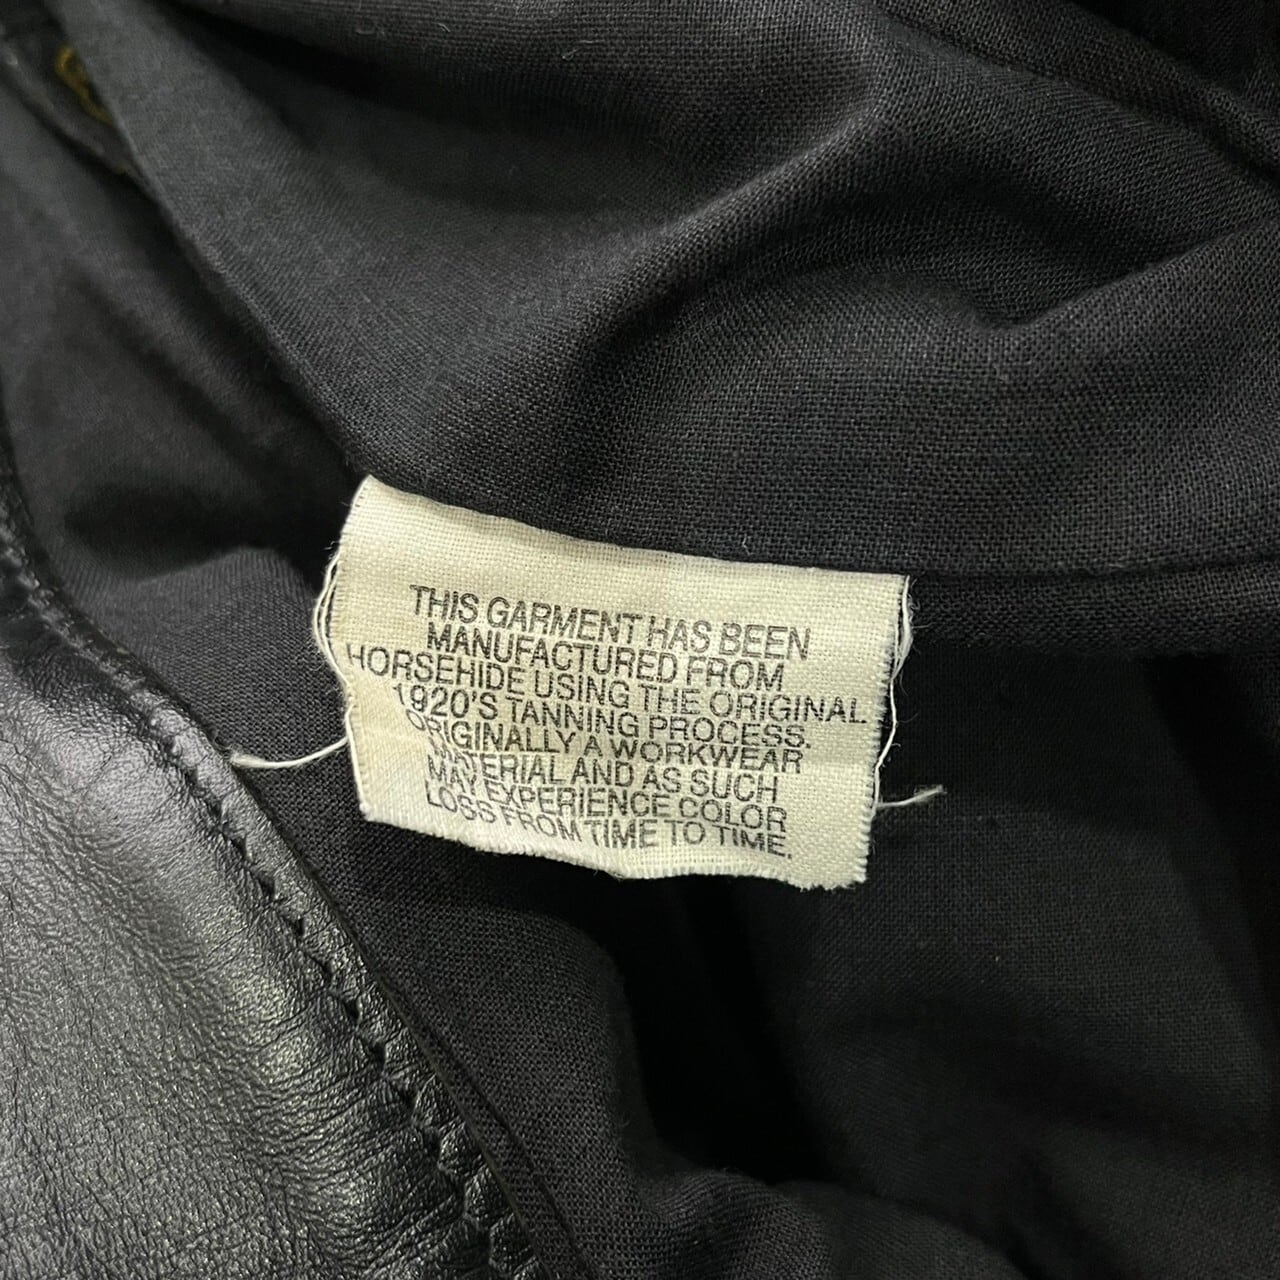 THIS GARMENT HAS BEEN
MANUFACTURED FROM
HORSEHIDE USING THE ORIGINAL
1920'S TANNING PROCESS.
ORIGINALLY A WORKWEAR
MATERIAL AND AS SUCH
MAY EXPERIENCE COLOR
LOSS FROM TIME TO TIME.